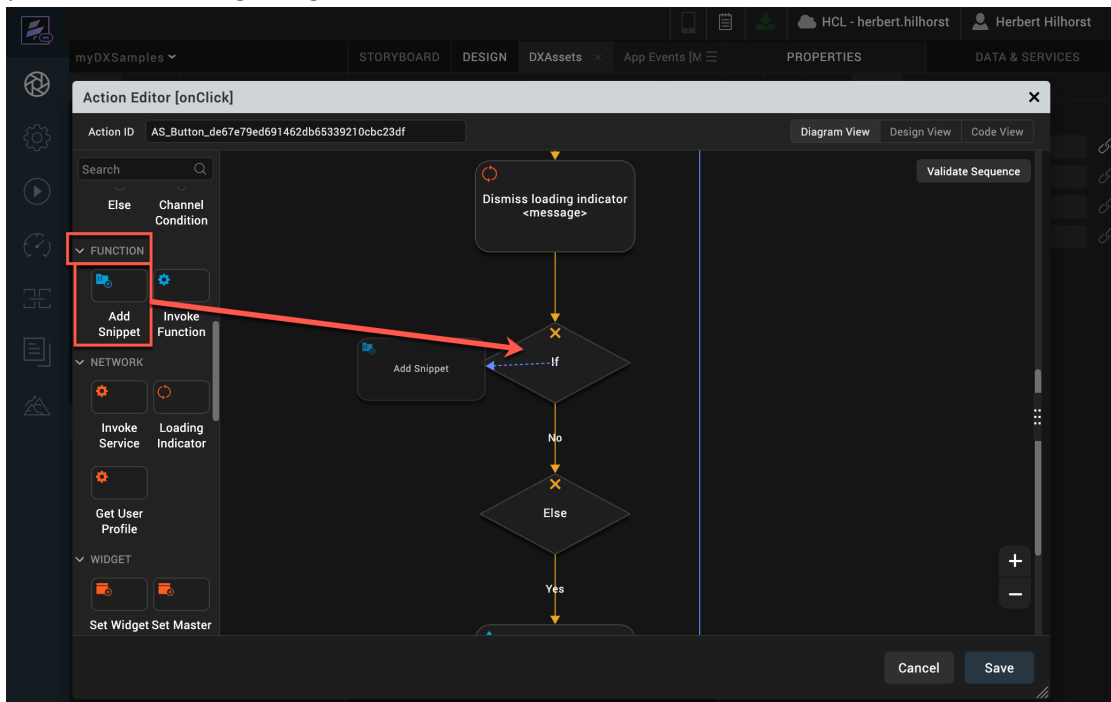 HCL - herbert.hilhorst
Herbert Hilhorst
myDXSamples
STORYBOARD
DESIGN
DXAssets ×
App Events [M
PROPERTIES
DATA & SERVICES
Action Editor [onClick]
Action ID
AS_Button_de67e79ed691462db65339210cbc23df
Diagram View
Design View
Code View
Search
Validate Sequence
Else
Channel
Condition
FUNCTION
Add
Snippet
Invoke
Function
NETWORK
Invoke
Service
Loading
Indicator
Get User
Profile
WIDGET
Set Widget
Set Master
Dismiss loading indicator
<message>
Add Snippet
If
No
Else
Yes
Cancel
Save